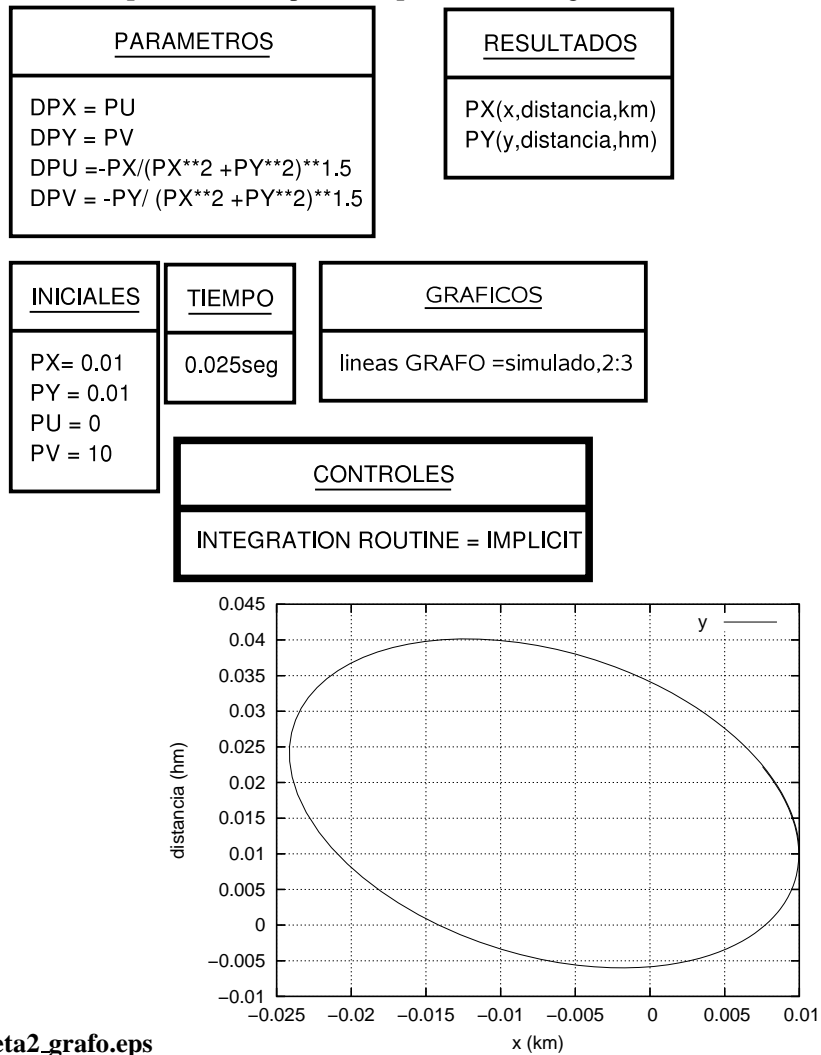 PARAMETROS
DPX = PU
DPY = PV
DPU =-PX/(PX**2 +PY**2)**1.5
DPV = -PY/ (PX**2 +PY**2)**1.5
RESULTADOS
PX(x,distancia,km)
PY(y,distancia,hm)
INICIALES
PX= 0.01
PY = 0.01
PU = 0
PV = 10
TIEMPO
0.025seg
GRAFICOS
lineas GRAFO =simulado,2:3
CONTROLES
INTEGRATION ROUTINE = IMPLICIT
y
distancia (hm)
0.045
0.04
0.035
0.03
0.025
0.02
0.015
0.01
0.005
0
−0.005
−0.01
−0.025 −0.02 −0.015 −0.01 −0.005 0 0.005 0.01
x (km)
eta2_grafo.eps